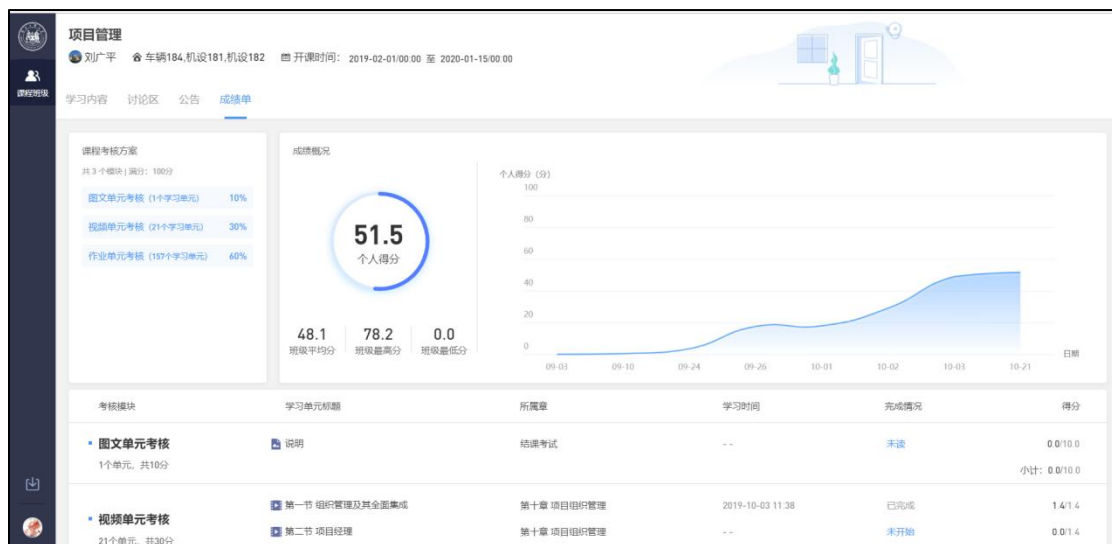 项目管理
刘广平 车辆184,机设181,机设182 开课时间: 2019-02-01/00:00 至 2020-01-15/00:00
课程班级
学习内容 讨论区 公告 成绩单
课程考核方案
共 3 个模块 | 满分: 100分
图文单元考核 (1个学习单元) 10%
视频单元考核 (21个学习单元) 30%
作业单元考核 (157个学习单元) 60%
成绩概况
51.5
个人得分
48.1 78.2 0.0
班级平均分 班级最高分 班级最低分
个人得分 (分)
100
80
60
40
20
0
日期
09-03 09-10 09-24 09-26 10-01 10-02 10-03 10-21
考核模块 学习单元标题 所属章 学习时间 完成情况 得分
图文单元考核 说明 结课考试 - - 未读 0.0/10.0
1个单元, 共10分
小计: 0.0/10.0
第一节 组织管理及其全面集成 第十章 项目组织管理 2019-10-03 11:38 已完成 1.4/1.4
视频单元考核
第二节 项目经理 第十章 项目组织管理 - - 未开始 0.0/1.4
21个单元, 共30分